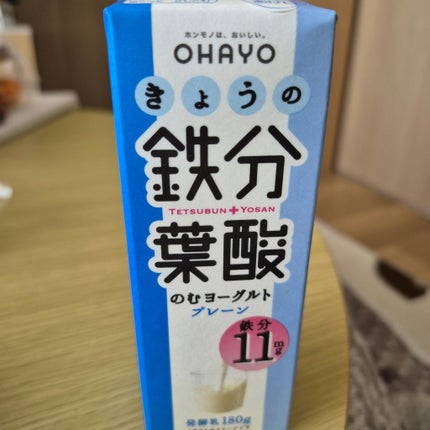 ホンモノは、おいしい。
OHAYO
きょうの
鉄分
TETSUBUN + YOSAN
葉酸
のむヨーグルト
プレーン
鉄分
11mg
発酵乳 180g